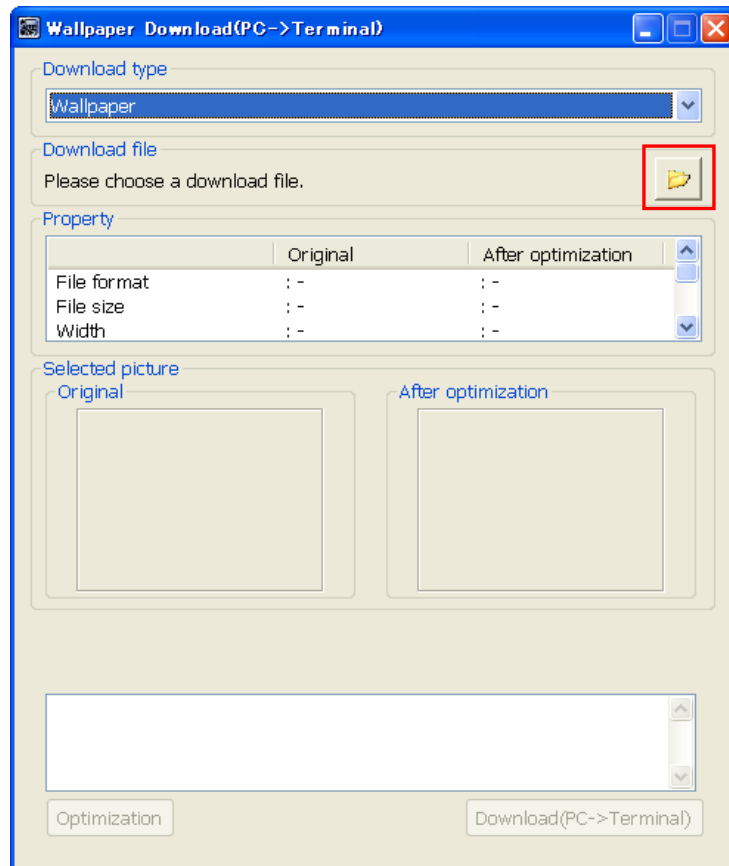 Wallpaper Download(PC->Terminal)
Download type
Wallpaper
Download file
Please choose a download file.
Property
Original After optimization
File format : - : -
File size : - : -
Width : - : -
Selected picture
Original After optimization
Optimization Download(PC->Terminal)